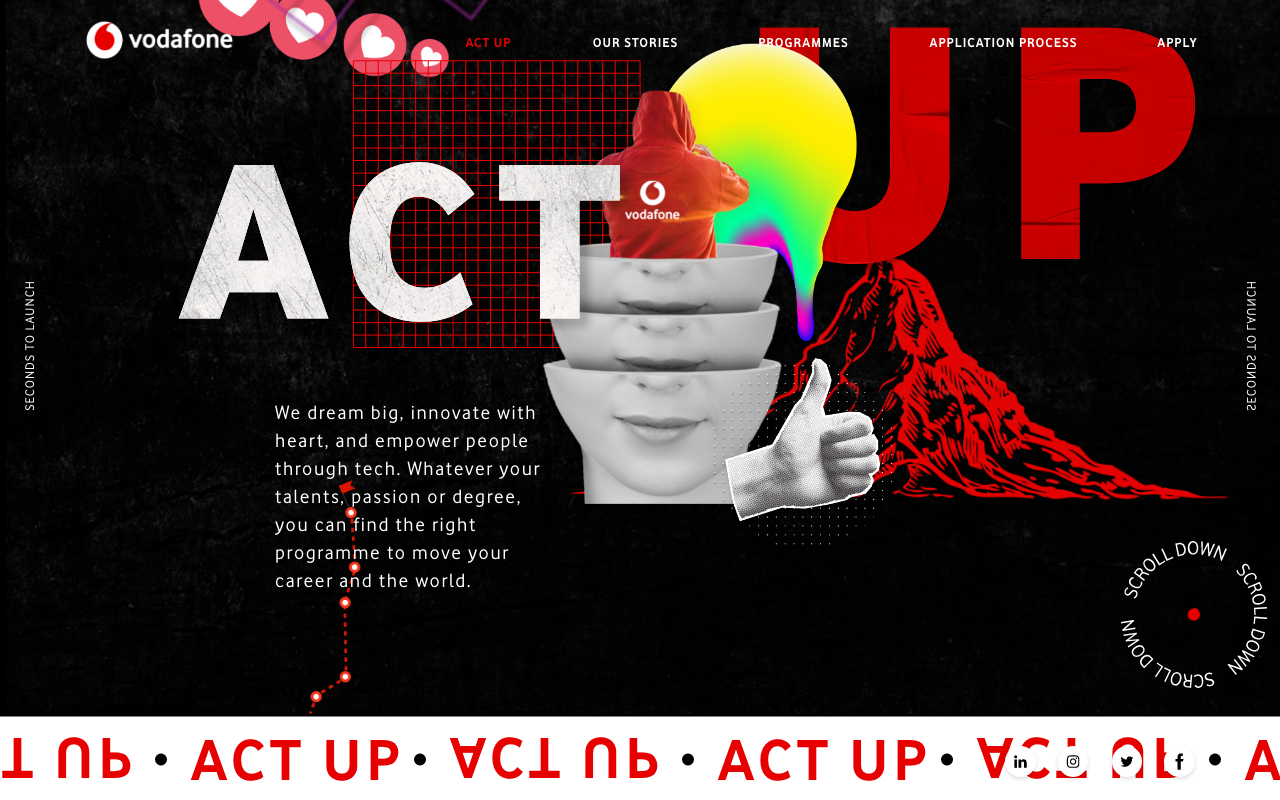 vodafone
ACT UP
OUR STORIES
PROGRAMMES
APPLICATION PROCESS
APPLY
ACT
UP
vodafone
SECONDS TO LAUNCH
SECONDS TO LAUNCH
We dream big, innovate with
heart, and empower people
through tech. Whatever your
talents, passion or degree,
you can find the right
programme to move your
career and the world.
SCROLL DOWN SCROLL DOWN SCROLL DOWN
T UP • ACT UP • ACT UP • ACT UP • ACT UP • A
in
f